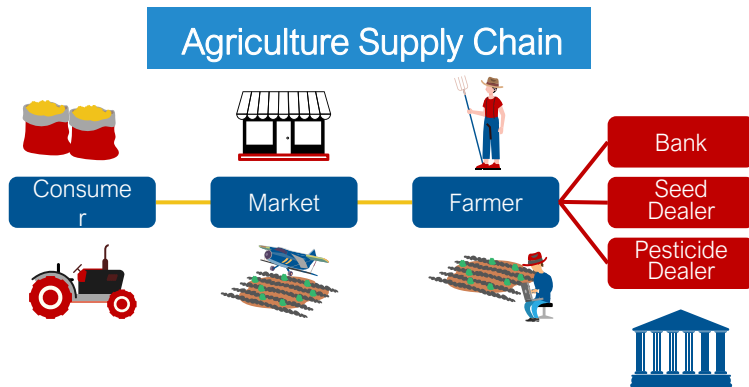 Agriculture Supply Chain
Consume
r
Market
Farmer
Bank
Seed
Dealer
Pesticide
Dealer